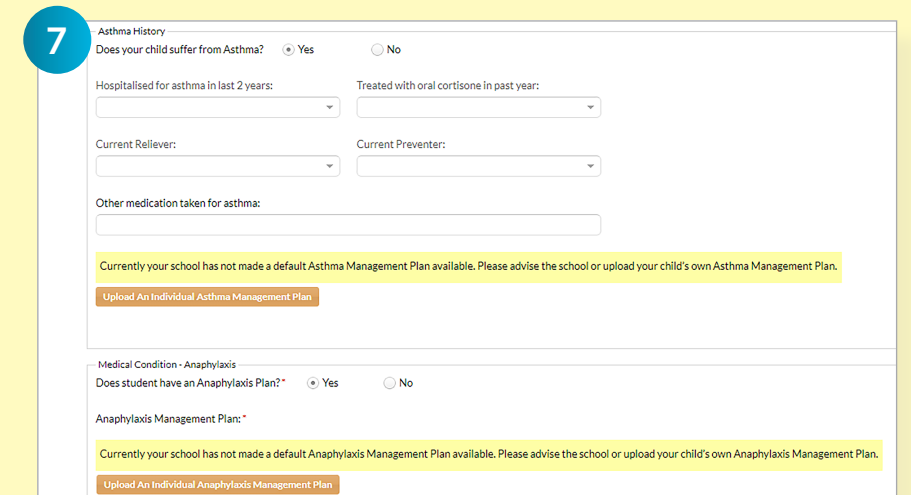 7
Asthma History
Does your child suffer from Asthma? Yes No
Hospitalised for asthma in last 2 years: Treated with oral cortisone in past year:
Current Reliever: Current Preventer:
Other medication taken for asthma:
Currently your school has not made a default Asthma Management Plan available. Please advise the school or upload your child's own Asthma Management Plan.
Upload An Individual Asthma Management Plan
Medical Condition - Anaphylaxis
Does student have an Anaphylaxis Plan?* Yes No
Anaphylaxis Management Plan:*
Currently your school has not made a default Anaphylaxis Management Plan available. Please advise the school or upload your child's own Anaphylaxis Management Plan.
Upload An Individual Anaphylaxis Management Plan